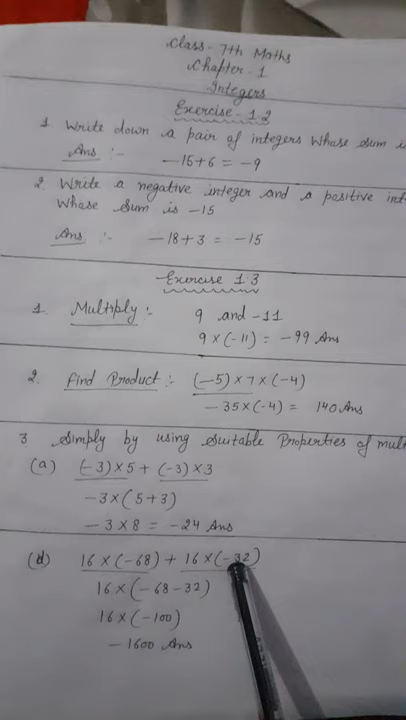 Class- 7th Maths
Chapter-1
Integers
Exercise-1.2
1. Write down a pair of integers whose sum is
Ans :- -15+6 = -9
2. Write a negative integer and a positive int
whose sum is -15
Ans :- -18+3 = -15
Exercise 1.3
1. Multiply :- 9 and -11
9 × (-11) = -99 Ans
2. Find Product :- (-5) × 7 × (-4)
-35×(-4) = 140 Ans
3 Simply by using suitable Properties of mul
(a) (-3) × 5 + (-3) × 3
-3×(5+3)
-3 × 8 = -24 Ans
(d) 16 × (-68) + 16 × (-32)
16 × (-68-32)
16 × (-100)
-1600 Ans